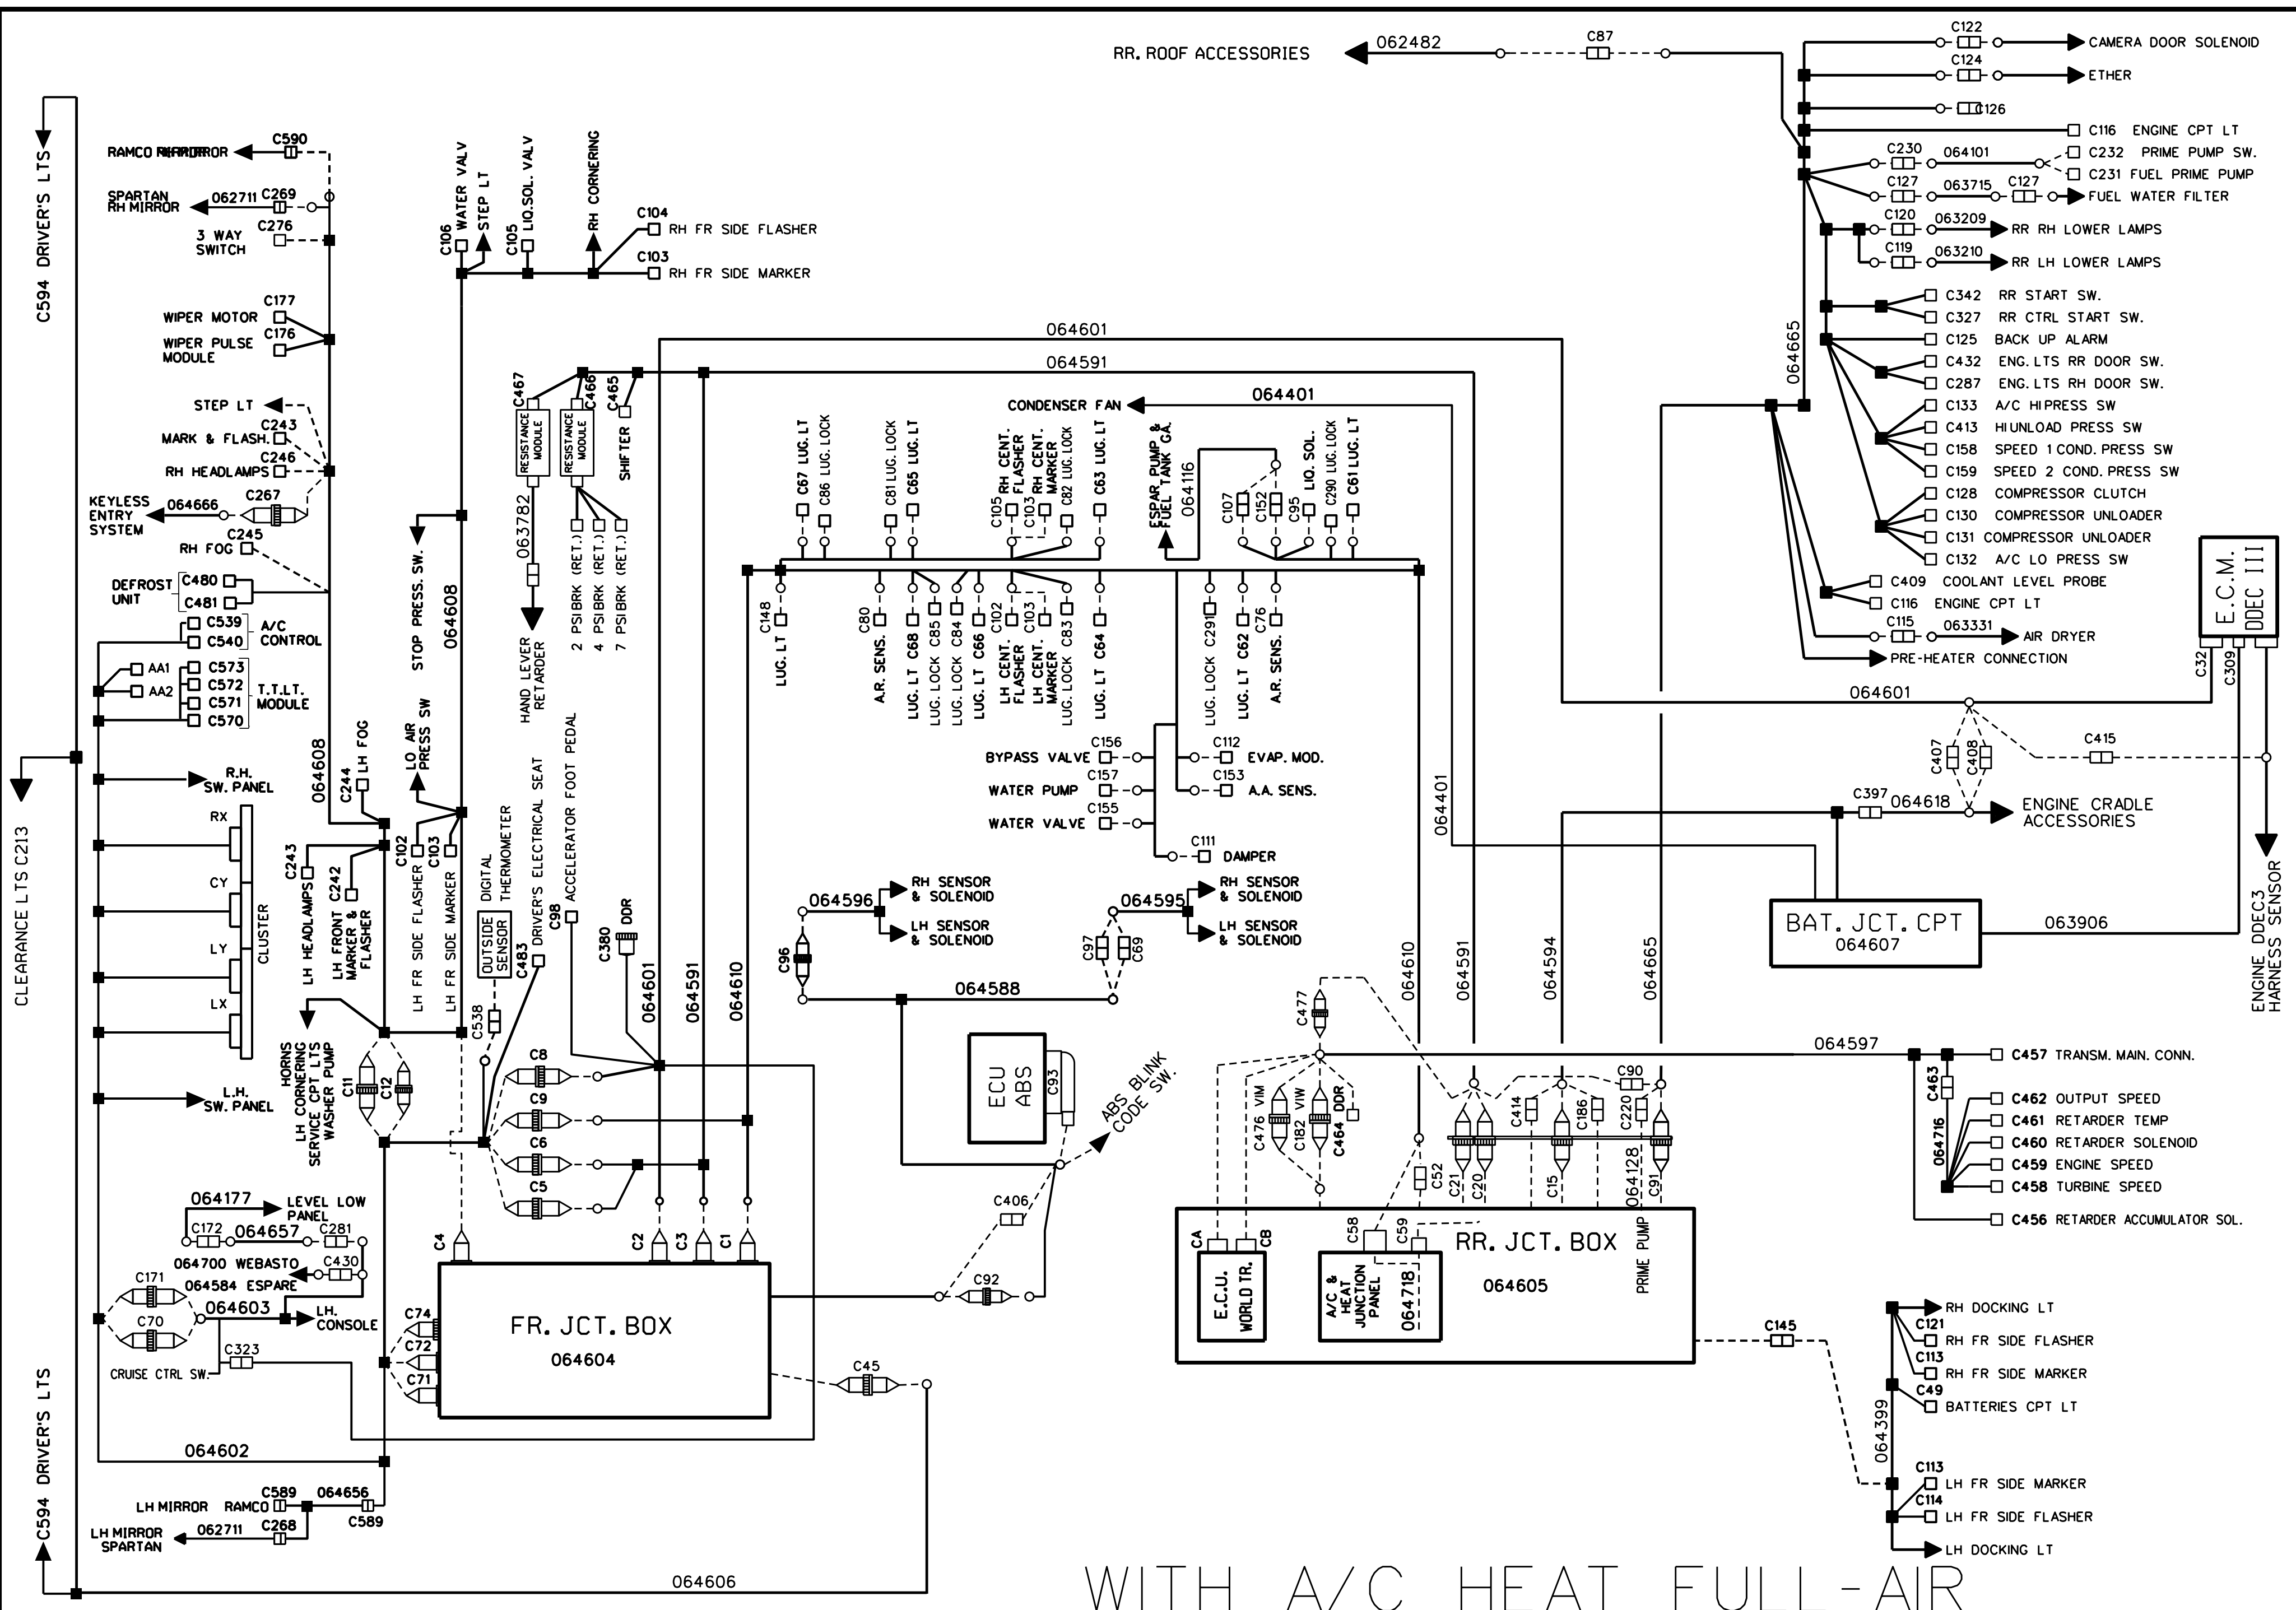 RR. ROOF ACCESSORIES
062482
C87
C122
CAMERA DOOR SOLENOID
C124
ETHER
C126
C116 ENGINE CPT LT
C230
064101
C232 PRIME PUMP SW.
C231 FUEL PRIME PUMP
C127
063715
C127
FUEL WATER FILTER
C120
063209
RR RH LOWER LAMPS
C119
063210
RR LH LOWER LAMPS
C342 RR START SW.
C327 RR CTRL START SW.
C125 BACK UP ALARM
C432 ENG. LTS RR DOOR SW.
C287 ENG. LTS RH DOOR SW.
C133 A/C HI PRESS SW
C413 HI UNLOAD PRESS SW
C158 SPEED 1 COND. PRESS SW
C159 SPEED 2 COND. PRESS SW
C128 COMPRESSOR CLUTCH
C130 COMPRESSOR UNLOADER
C131 COMPRESSOR UNLOADER
C132 A/C LO PRESS SW
C409 COOLANT LEVEL PROBE
C116 ENGINE CPT LT
C115
063331
AIR DRYER
PRE-HEATER CONNECTION
064665
E.C.M.
DDEC III
C32
C309
064601
C407
C408
C415
C397
064618
ENGINE CRADLE
ACCESSORIES
BAT. JCT. CPT
064607
063906
ENGINE DDEC3
HARNESS SENSOR
C594 DRIVER'S LTS
RAMCO
MIRROR
C590
SPARTAN
RH MIRROR
062711
C269
3 WAY
SWITCH
C276
WIPER MOTOR
C177
WIPER PULSE
MODULE
C176
STEP LT
MARK & FLASH.
C243
RH HEADLAMPS
C246
KEYLESS
ENTRY
SYSTEM
064666
C267
RH FOG
C245
DEFROST
UNIT
C480
C481
C539
C540
A/C
CONTROL
AA1
AA2
C573
C572
C571
C570
T.T.LT.
MODULE
R.H.
SW. PANEL
RX
CY
LY
LX
CLUSTER
L.H.
SW. PANEL
CLEARANCE LTS C213
064608
C244 LH FOG
C243
LH HEADLAMPS
C242
LH FRONT
MARKER &
FLASHER
HORNS
LH CORNERING
SERVICE CPT LTS
WASHER PUMP
C106 WATER VALV
STEP LT
C105 LIQ.SOL. VALV
RH CORNERING
C104
RH FR SIDE FLASHER
C103
RH FR SIDE MARKER
STOP PRESS. SW.
064608
LO AIR
PRESS SW
C102
C103
LH FR SIDE FLASHER
LH FR SIDE MARKER
C11
C12
C467
RESISTANCE
MODULE
C466
RESISTANCE
MODULE
C465
SHIFTER
063782
HAND LEVER
RETARDER
2 PSI BRK (RET.)
4 PSI BRK (RET.)
7 PSI BRK (RET.)
DIGITAL
THERMOMETER
OUTSIDE
SENSOR
C538
C483 DRIVER'S ELECTRICAL SEAT
C98 ACCELERATOR FOOT PEDAL
C380 DDR
064601
064591
064610
064601
064591
CONDENSER FAN
064401
C67 LUG. LT
C86 LUG. LOCK
C81 LUG. LOCK
C65 LUG. LT
C105 RH CENT.
FLASHER
C103 RH CENT.
MARKER
C82 LUG. LOCK
C63 LUG. LT
ESPAR PUMP &
FUEL TANK GA.
064116
C107
C152
C95 LIQ. SOL.
C290 LUG. LOCK
C61 LUG. LT
C148
LUG. LT
C80
A.R. SENS.
LUG. LT C68
LUG. LOCK C85
LUG. LOCK C84
LUG. LT C66
LH CENT. C102
FLASHER
LH CENT. C103
MARKER
LUG. LOCK C83
LUG. LT C64
LUG. LOCK C291
LUG. LT C62
C76
A.R. SENS.
BYPASS VALVE
C156
WATER PUMP
C157
WATER VALVE
C155
C112
EVAP. MOD.
C153
A.A. SENS.
C111
DAMPER
064401
064596
RH SENSOR
& SOLENOID
LH SENSOR
& SOLENOID
C96
064588
064595
RH SENSOR
& SOLENOID
LH SENSOR
& SOLENOID
C97
C69
ECU
ABS
C93
ABS BLINK
CODE SW.
C406
C92
C8
C9
C6
C5
C4
C2
C3
C1
FR. JCT. BOX
064604
C74
C72
C71
C45
064177
LEVEL LOW
PANEL
C172
064657
C281
064700 WEBASTO
064584 ESPARE
C430
C171
C70
064603
LH.
CONSOLE
C323
CRUISE CTRL SW.
064602
LH MIRROR RAMCO
C589
064656
C589
LH MIRROR
SPARTAN
062711
C268
C594 DRIVER'S LTS
064606
064610
064591
064594
064665
C477
C476 VIM
C182 VIW
C464 DDR
C52
C21
C20
C414
C15
C186
C90
C220
064128
C91
PRIME PUMP
CA
CB
E.C.U.
WORLD TR.
C58
C59
A/C &
HEAT
JUNCTION
PANEL
064718
RR. JCT. BOX
064605
064597
C457 TRANSM. MAIN. CONN.
C463
064716
C462 OUTPUT SPEED
C461 RETARDER TEMP
C460 RETARDER SOLENOID
C459 ENGINE SPEED
C458 TURBINE SPEED
C456 RETARDER ACCUMULATOR SOL.
C145
064399
RH DOCKING LT
C121
RH FR SIDE FLASHER
C113
RH FR SIDE MARKER
C49
BATTERIES CPT LT
C113
LH FR SIDE MARKER
C114
LH FR SIDE FLASHER
LH DOCKING LT
WITH A/C HEAT FULL-AIR